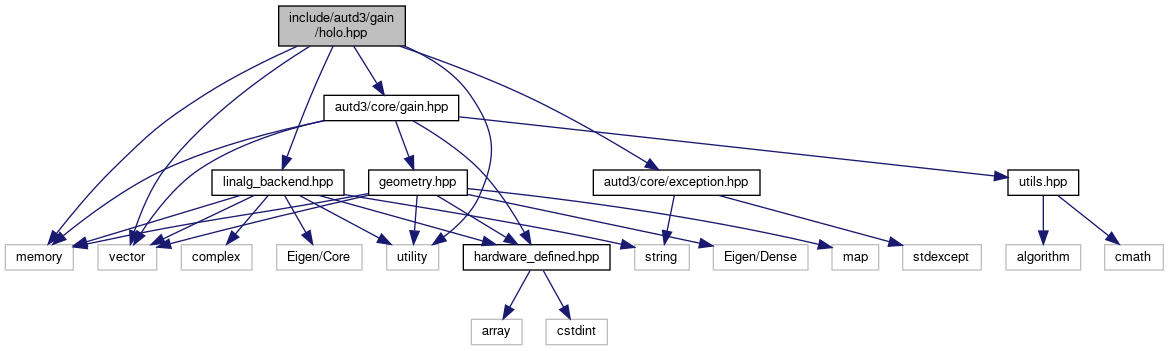 include/autd3/gain
/holo.hpp
autd3/core/gain.hpp
linalg_backend.hpp
geometry.hpp
autd3/core/exception.hpp
utils.hpp
memory
vector
complex
Eigen/Core
utility
hardware_defined.hpp
string
Eigen/Dense
map
stdexcept
algorithm
cmath
array
cstdint